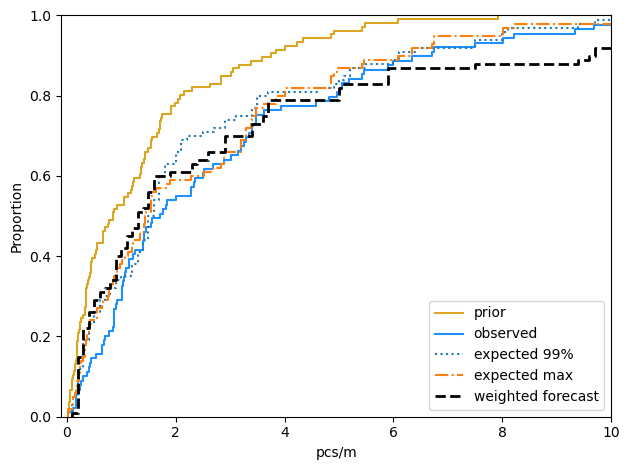 1.0
0.8
0.6
0.4
0.2
0.0
Proportion
0
2
4
6
8
10
pcs/m
prior
observed
expected 99%
expected max
weighted forecast